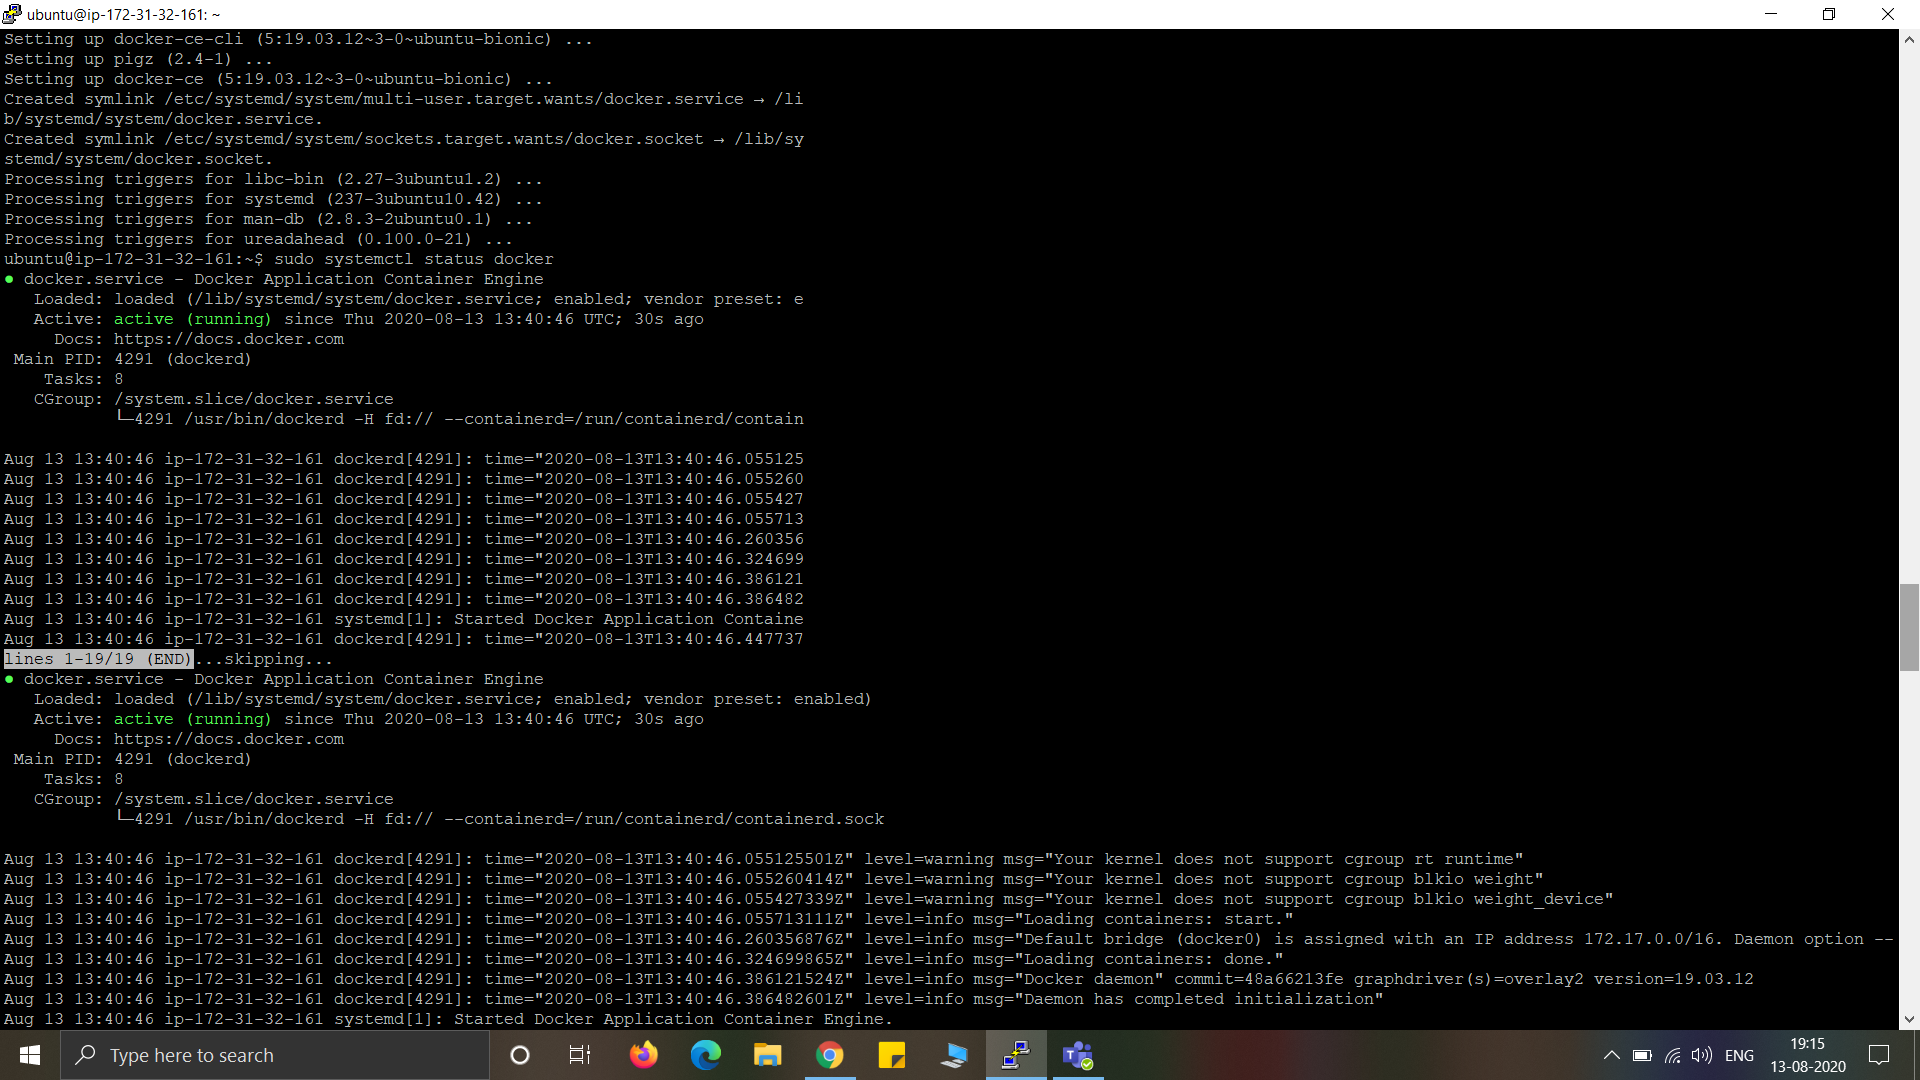 ubuntu@ip-172-31-32-161: ~
Setting up docker-ce-cli (5:19.03.12~3-0~ubuntu-bionic) ...
Setting up pigz (2.4-1) ...
Setting up docker-ce (5:19.03.12~3-0~ubuntu-bionic) ...
Created symlink /etc/systemd/system/multi-user.target.wants/docker.service → /li
b/systemd/system/docker.service.
Created symlink /etc/systemd/system/sockets.target.wants/docker.socket → /lib/sy
stemd/system/docker.socket.
Processing triggers for libc-bin (2.27-3ubuntu1.2) ...
Processing triggers for systemd (237-3ubuntu10.42) ...
Processing triggers for man-db (2.8.3-2ubuntu0.1) ...
Processing triggers for ureadahead (0.100.0-21) ...
ubuntu@ip-172-31-32-161:~$ sudo systemctl status docker
● docker.service - Docker Application Container Engine
   Loaded: loaded (/lib/systemd/system/docker.service; enabled; vendor preset: e
   Active: active (running) since Thu 2020-08-13 13:40:46 UTC; 30s ago
     Docs: https://docs.docker.com
 Main PID: 4291 (dockerd)
    Tasks: 8
   CGroup: /system.slice/docker.service
           └─4291 /usr/bin/dockerd -H fd:// --containerd=/run/containerd/contain
Aug 13 13:40:46 ip-172-31-32-161 dockerd[4291]: time="2020-08-13T13:40:46.055125
Aug 13 13:40:46 ip-172-31-32-161 dockerd[4291]: time="2020-08-13T13:40:46.055260
Aug 13 13:40:46 ip-172-31-32-161 dockerd[4291]: time="2020-08-13T13:40:46.055427
Aug 13 13:40:46 ip-172-31-32-161 dockerd[4291]: time="2020-08-13T13:40:46.055713
Aug 13 13:40:46 ip-172-31-32-161 dockerd[4291]: time="2020-08-13T13:40:46.260356
Aug 13 13:40:46 ip-172-31-32-161 dockerd[4291]: time="2020-08-13T13:40:46.324699
Aug 13 13:40:46 ip-172-31-32-161 dockerd[4291]: time="2020-08-13T13:40:46.386121
Aug 13 13:40:46 ip-172-31-32-161 dockerd[4291]: time="2020-08-13T13:40:46.386482
Aug 13 13:40:46 ip-172-31-32-161 systemd[1]: Started Docker Application Containe
Aug 13 13:40:46 ip-172-31-32-161 dockerd[4291]: time="2020-08-13T13:40:46.447737
lines 1-19/19 (END)...skipping...
● docker.service - Docker Application Container Engine
   Loaded: loaded (/lib/systemd/system/docker.service; enabled; vendor preset: enabled)
   Active: active (running) since Thu 2020-08-13 13:40:46 UTC; 30s ago
     Docs: https://docs.docker.com
 Main PID: 4291 (dockerd)
    Tasks: 8
   CGroup: /system.slice/docker.service
           └─4291 /usr/bin/dockerd -H fd:// --containerd=/run/containerd/containerd.sock
Aug 13 13:40:46 ip-172-31-32-161 dockerd[4291]: time="2020-08-13T13:40:46.055125501Z" level=warning msg="Your kernel does not support cgroup rt runtime"
Aug 13 13:40:46 ip-172-31-32-161 dockerd[4291]: time="2020-08-13T13:40:46.055260414Z" level=warning msg="Your kernel does not support cgroup blkio weight"
Aug 13 13:40:46 ip-172-31-32-161 dockerd[4291]: time="2020-08-13T13:40:46.055427339Z" level=warning msg="Your kernel does not support cgroup blkio weight_device"
Aug 13 13:40:46 ip-172-31-32-161 dockerd[4291]: time="2020-08-13T13:40:46.055713111Z" level=info msg="Loading containers: start."
Aug 13 13:40:46 ip-172-31-32-161 dockerd[4291]: time="2020-08-13T13:40:46.260356876Z" level=info msg="Default bridge (docker0) is assigned with an IP address 172.17.0.0/16. Daemon option --
Aug 13 13:40:46 ip-172-31-32-161 dockerd[4291]: time="2020-08-13T13:40:46.324699865Z" level=info msg="Loading containers: done."
Aug 13 13:40:46 ip-172-31-32-161 dockerd[4291]: time="2020-08-13T13:40:46.386121524Z" level=info msg="Docker daemon" commit=48a66213fe graphdriver(s)=overlay2 version=19.03.12
Aug 13 13:40:46 ip-172-31-32-161 dockerd[4291]: time="2020-08-13T13:40:46.386482601Z" level=info msg="Daemon has completed initialization"
Aug 13 13:40:46 ip-172-31-32-161 systemd[1]: Started Docker Application Container Engine.
Type here to search
ENG
19:15
13-08-2020